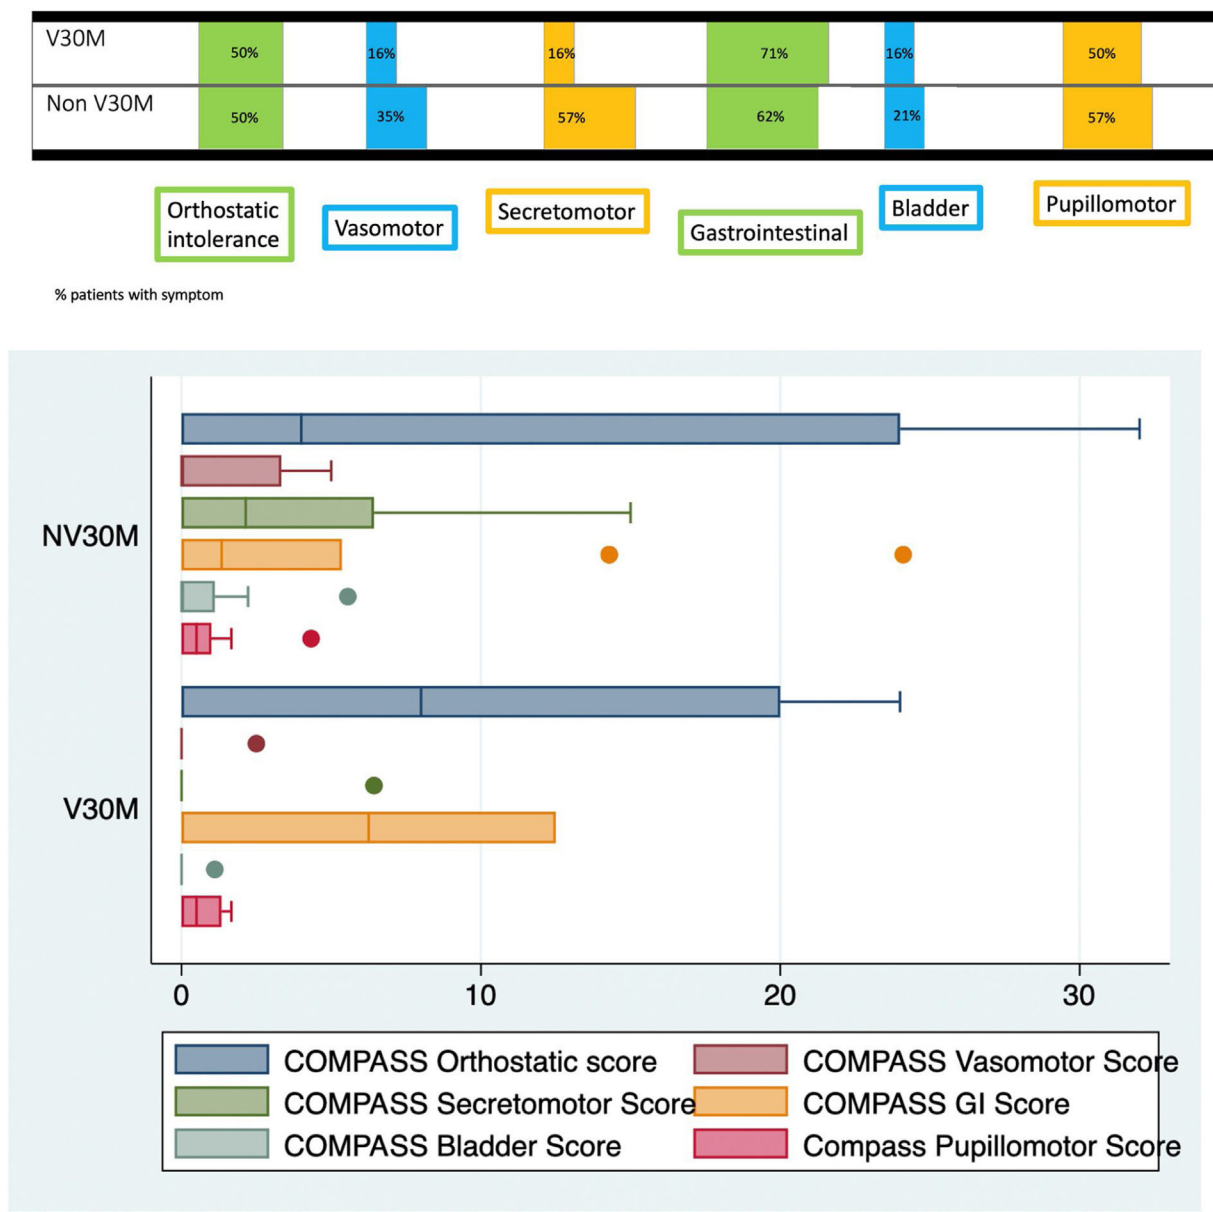 V30M
50%
16%
16%
71%
16%
50%
Non V30M
50%
35%
57%
62%
21%
57%
Orthostatic
intolerance
Vasomotor
Secretomotor
Gastrointestinal
Bladder
Pupillomotor
% patients with symptom
NV30M
V30M
0
10
20
30
COMPASS Orthostatic score
COMPASS Vasomotor Score
COMPASS Secretomotor Score
COMPASS GI Score
COMPASS Bladder Score
Compass Pupillomotor Score